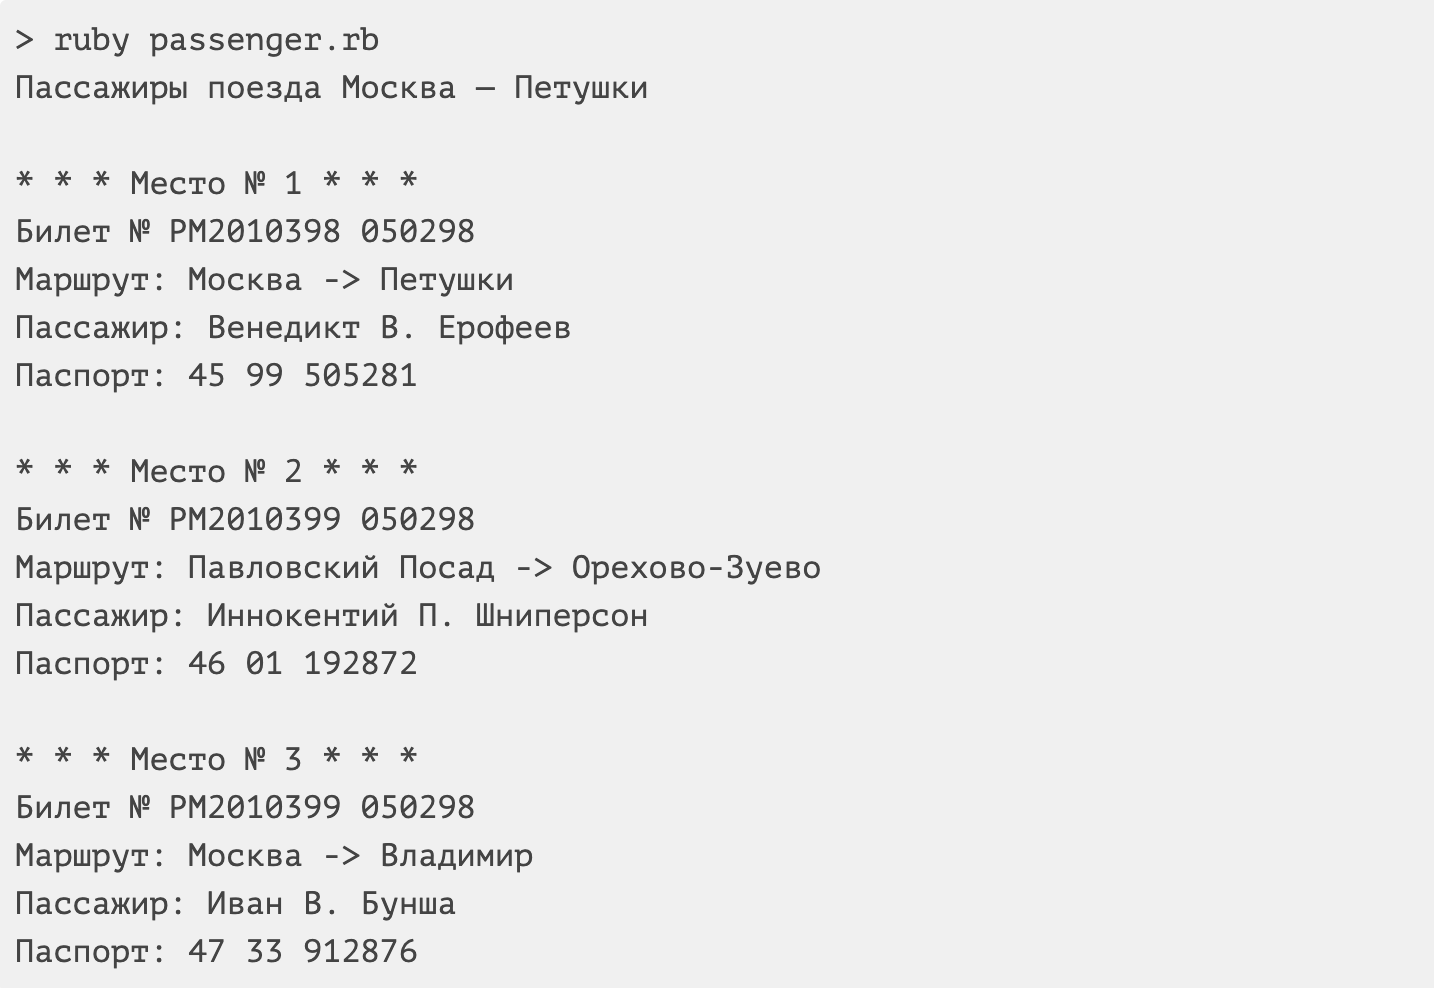 > ruby passenger.rb
Пассажиры поезда Москва — Петушки
* * * Место № 1 * * *
Билет № PM2010398 050298
Маршрут: Москва -> Петушки
Пассажир: Венедикт В. Ерофеев
Паспорт: 45 99 505281
* * * Место № 2 * * *
Билет № PM2010399 050298
Маршрут: Павловский Посад -> Орехово-Зуево
Пассажир: Иннокентий П. Шниперсон
Паспорт: 46 01 192872
* * * Место № 3 * * *
Билет № PM2010399 050298
Маршрут: Москва -> Владимир
Пассажир: Иван В. Бунша
Паспорт: 47 33 912876